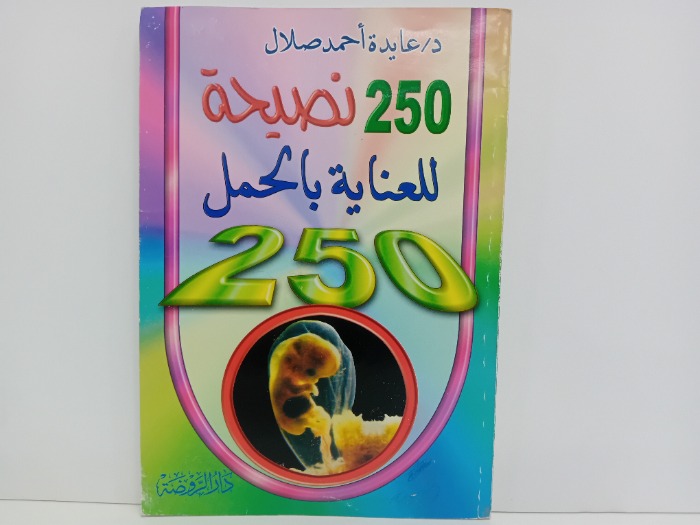 د/عايدة أحمد صلال
250 نصيحة
للعناية بالحمل
250
دار الروضة